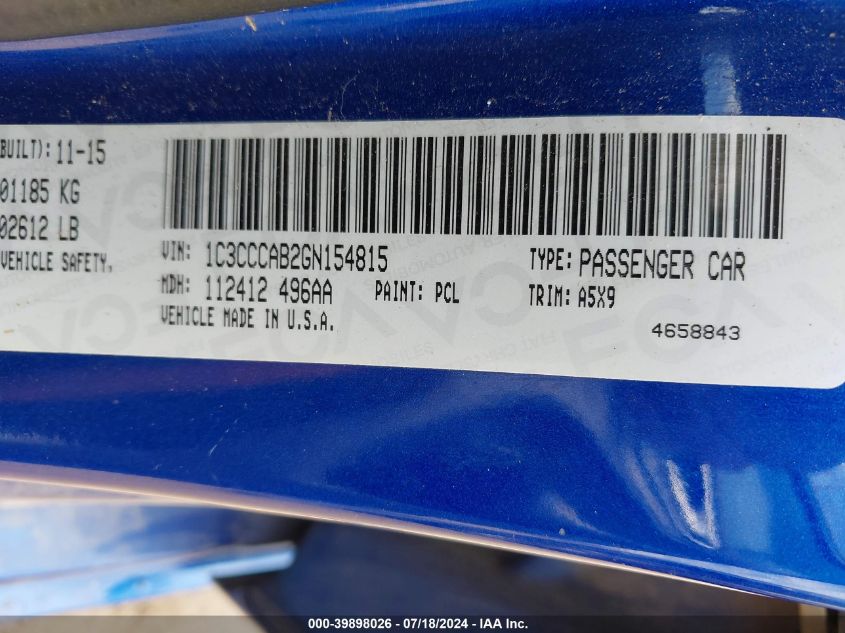 BUILT): 11-15
01185 KG
02612 LB
VEHICLE SAFETY.
VIN: 1C3CCCAB2GN154815 TYPE: PASSENGER CAR
MDH: 112412 496AA PAINT: PCL TRIM: A5X9
VEHICLE MADE IN U.S.A.
4658843
000-39898026 - 07/18/2024 - IAA Inc.